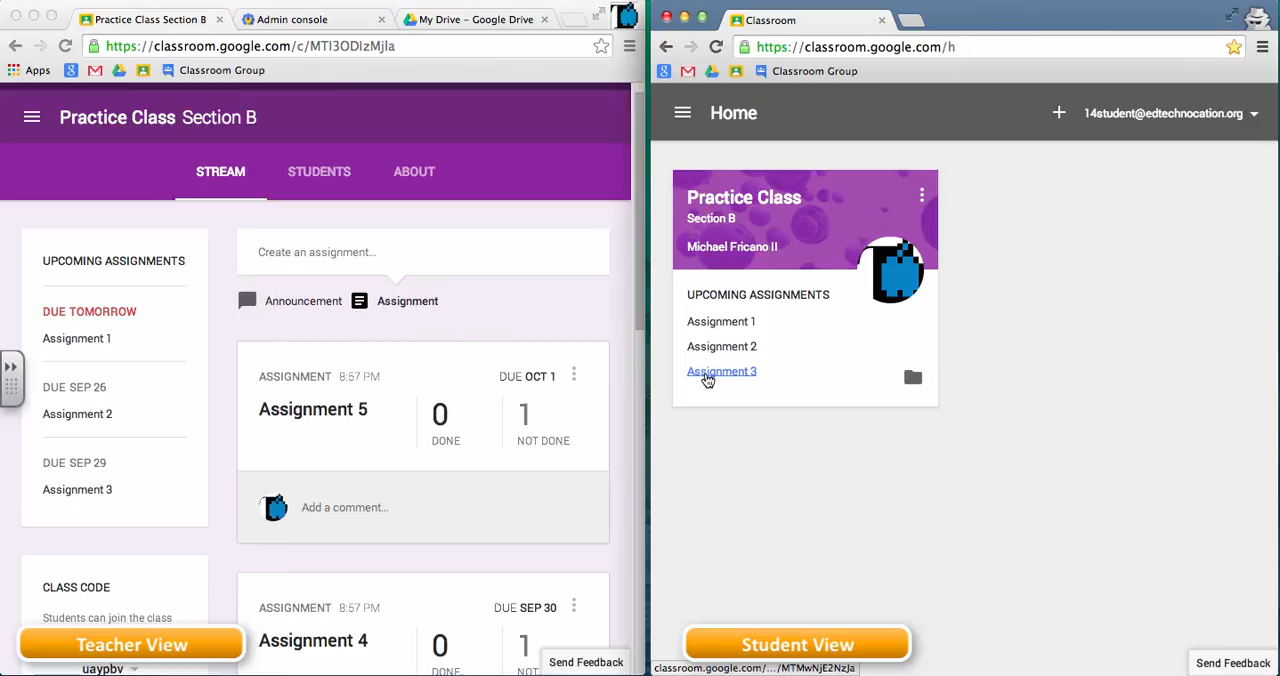 Practice Class Section B
Admin console
My Drive - Google Drive
https://classroom.google.com/c/MTI3ODIzMjla
Apps
Classroom Group
Practice Class Section B
STREAM
STUDENTS
ABOUT
UPCOMING ASSIGNMENTS
DUE TOMORROW
Assignment 1
DUE SEP 26
Assignment 2
DUE SEP 29
Assignment 3
CLASS CODE
Students can join the class
uaypbv
Teacher View
Create an assignment...
Announcement
Assignment
ASSIGNMENT 8:57 PM
DUE OCT 1
Assignment 5
0
DONE
1
NOT DONE
Add a comment...
ASSIGNMENT 8:57 PM
DUE SEP 30
Assignment 4
0
1
Send Feedback
Classroom
https://classroom.google.com/h
Classroom Group
Home
14student@edtechnocation.org
Practice Class
Section B
Michael Fricano II
UPCOMING ASSIGNMENTS
Assignment 1
Assignment 2
Assignment 3
Student View
classroom.google.com/.../MTMwNjE2NzJa
Send Feedback